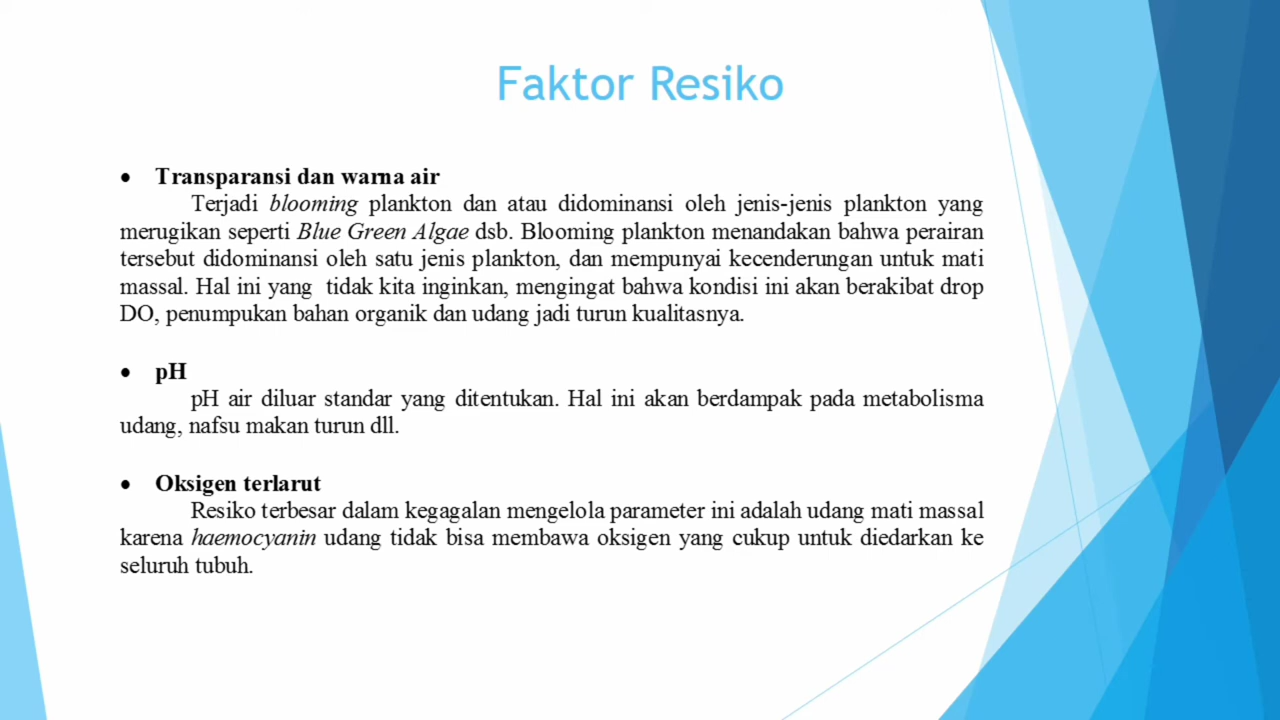 Faktor Resiko
• Transparansi dan warna air
Terjadi blooming plankton dan atau didominansi oleh jenis-jenis plankton yang
merugikan seperti Blue Green Algae dsb. Blooming plankton menandakan bahwa perairan
tersebut didominansi oleh satu jenis plankton, dan mempunyai kecenderungan untuk mati
massal. Hal ini yang  tidak kita inginkan, mengingat bahwa kondisi ini akan berakibat drop
DO, penumpukan bahan organik dan udang jadi turun kualitasnya.
• pH
pH air diluar standar yang ditentukan. Hal ini akan berdampak pada metabolisma
udang, nafsu makan turun dll.
• Oksigen terlarut
Resiko terbesar dalam kegagalan mengelola parameter ini adalah udang mati massal
karena haemocyanin udang tidak bisa membawa oksigen yang cukup untuk diedarkan ke
seluruh tubuh.